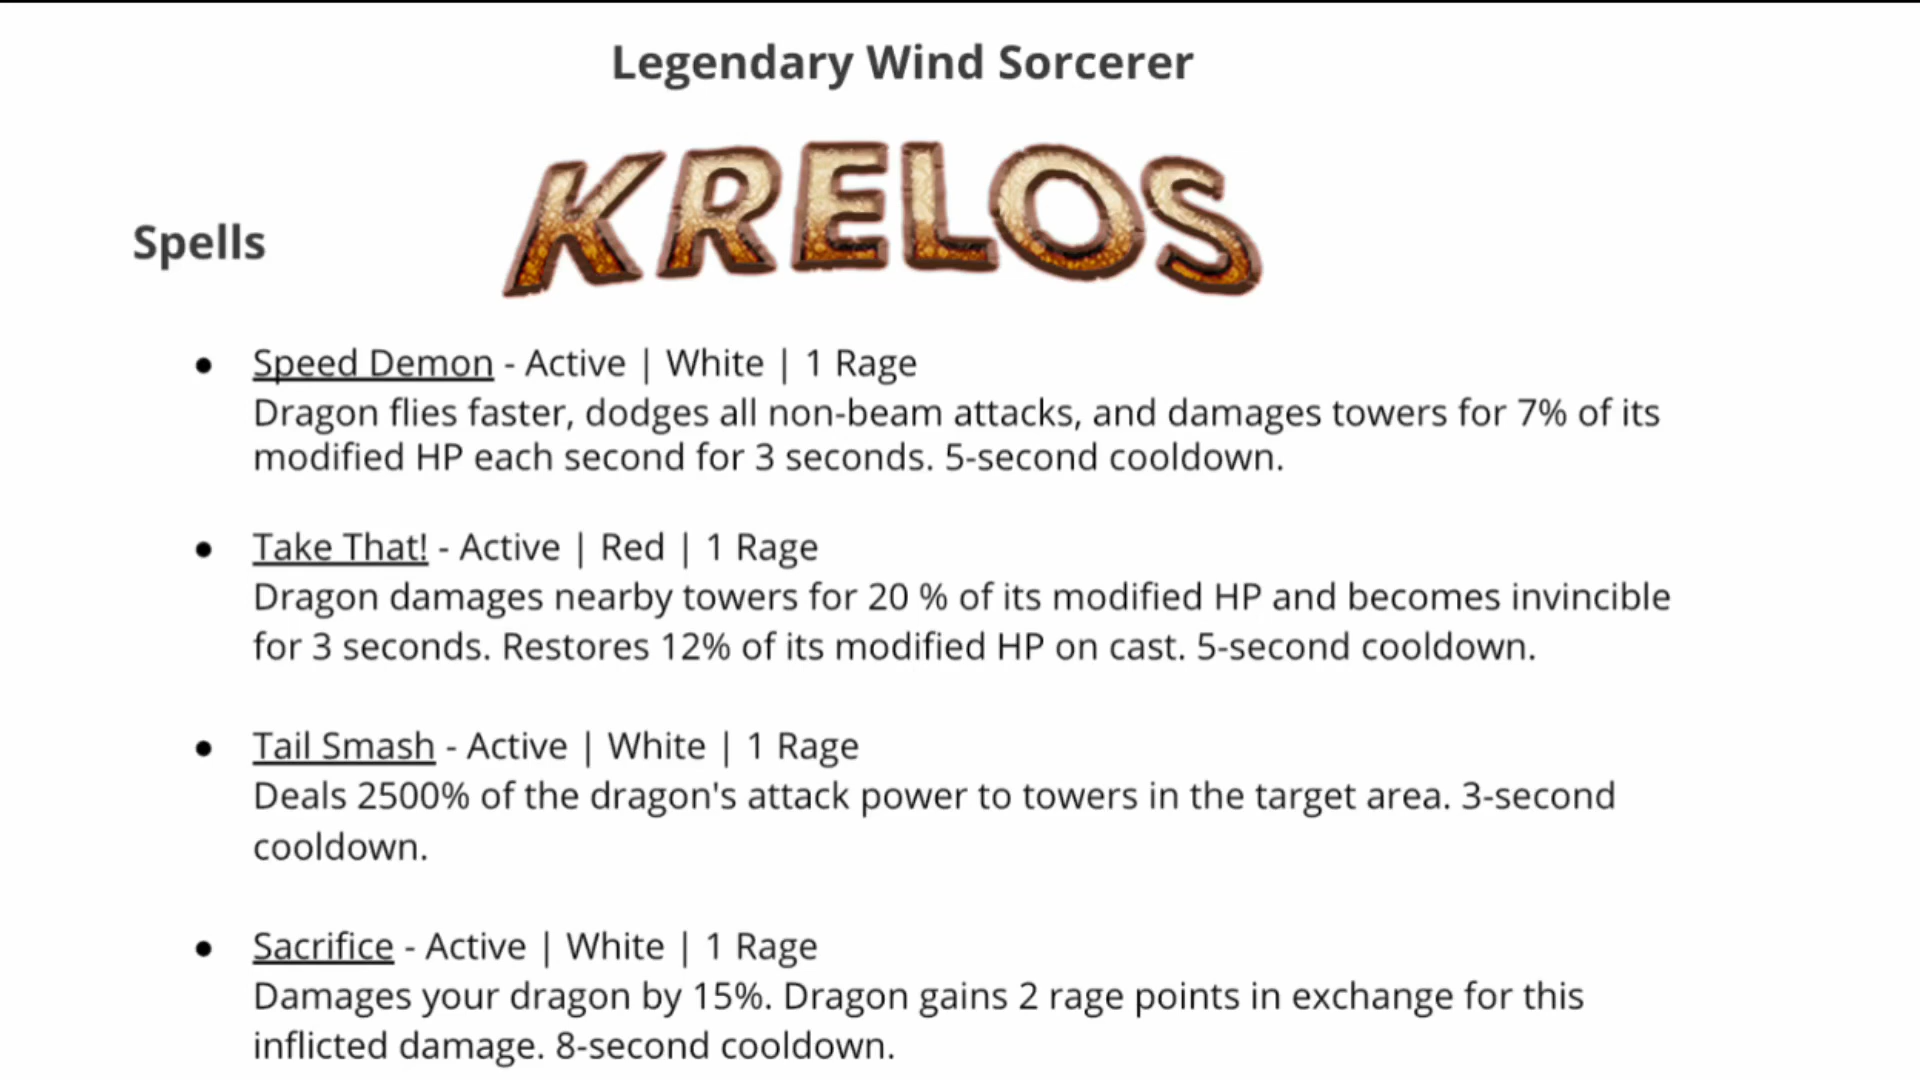 Legendary Wind Sorcerer
KRELOS
Spells
● Speed Demon - Active | White | 1 Rage
Dragon flies faster, dodges all non-beam attacks, and damages towers for 7% of its
modified HP each second for 3 seconds. 5-second cooldown.
● Take That! - Active | Red | 1 Rage
Dragon damages nearby towers for 20 % of its modified HP and becomes invincible
for 3 seconds. Restores 12% of its modified HP on cast. 5-second cooldown.
● Tail Smash - Active | White | 1 Rage
Deals 2500% of the dragon's attack power to towers in the target area. 3-second
cooldown.
● Sacrifice - Active | White | 1 Rage
Damages your dragon by 15%. Dragon gains 2 rage points in exchange for this
inflicted damage. 8-second cooldown.